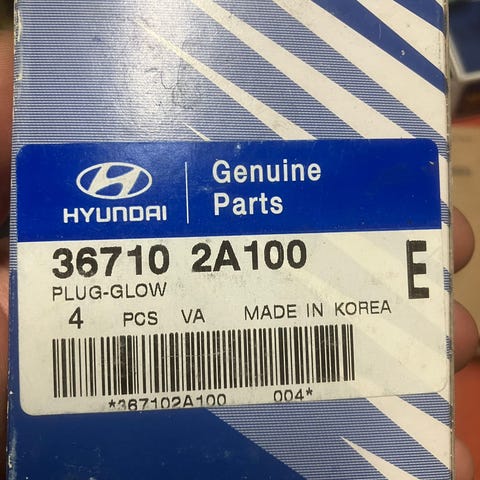 Genuine
HYUNDAI Parts
36710 2A100
PLUG-GLOW E
4 PCS VA MADE IN KOREA
*367102A100 004*